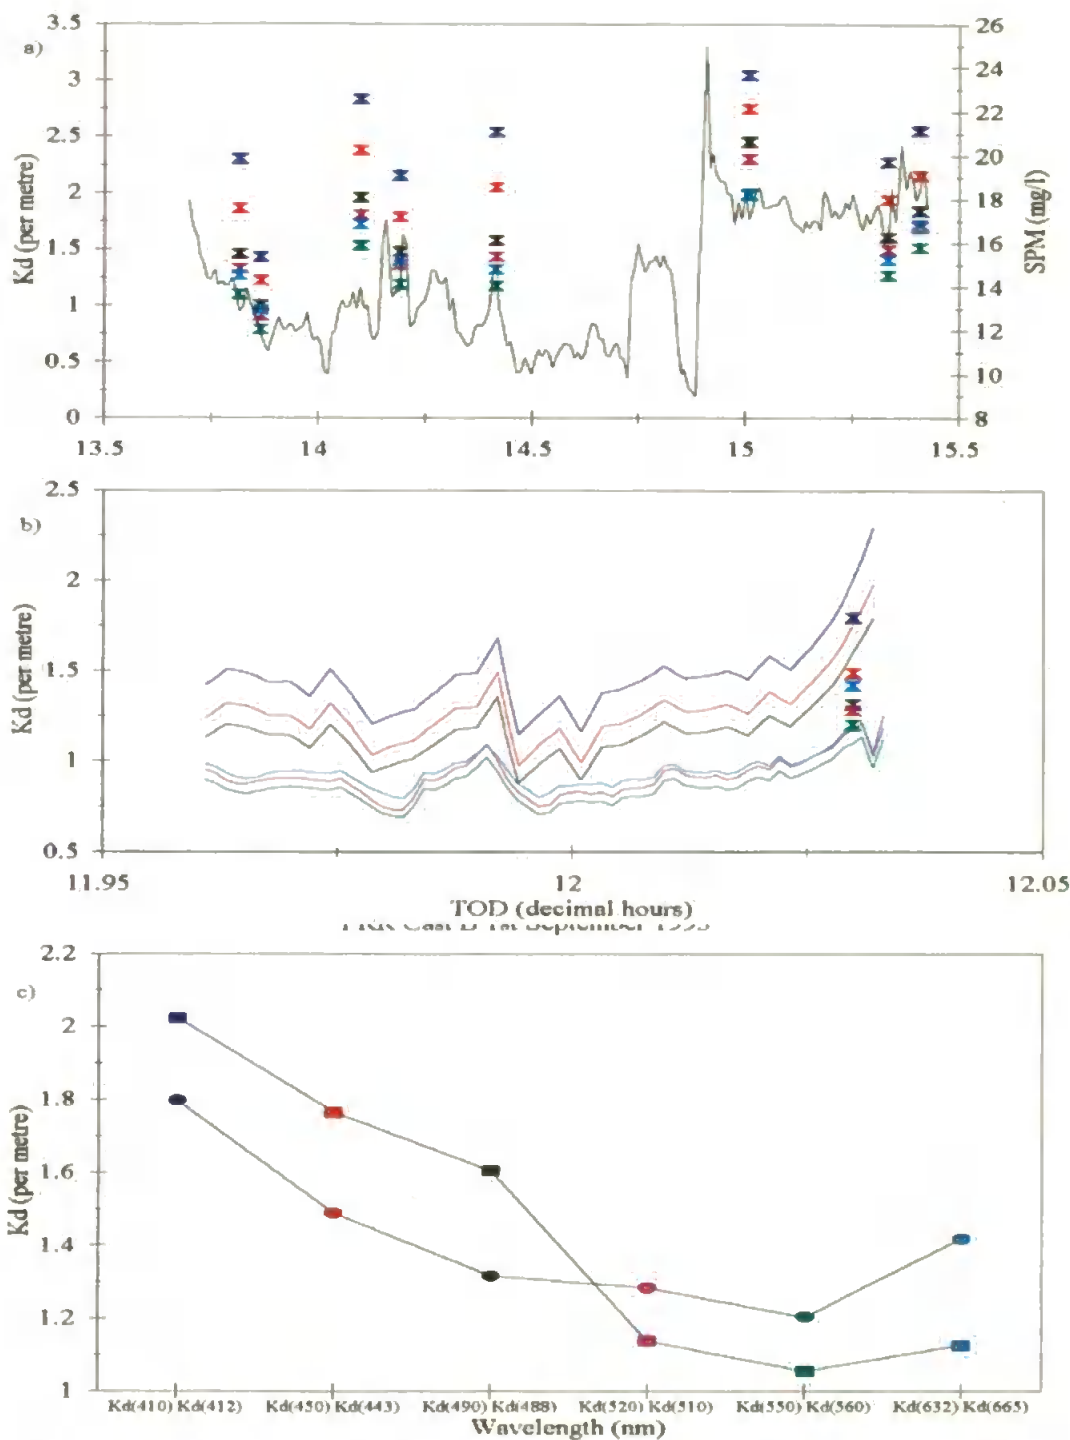 a)
3.5
3
2.5
2
1.5
1
0.5
0
Kd (per metre)
26
24
22
20
18
16
14
12
10
8
SPM (mg/l)
13.5 14 14.5 15 15.5
b)
2.5
2
1.5
1
0.5
Kd (per metre)
11.95 12 12.05
TOD (decimal hours)
September 1993
c)
2.2
2
1.8
1.6
1.4
1.2
1
Kd (per metre)
Kd(410) Kd(412) Kd(450) Kd(443) Kd(490) Kd(488) Kd(520) Kd(510) Kd(550) Kd(560) Kd(632) Kd(665)
Wavelength (nm)